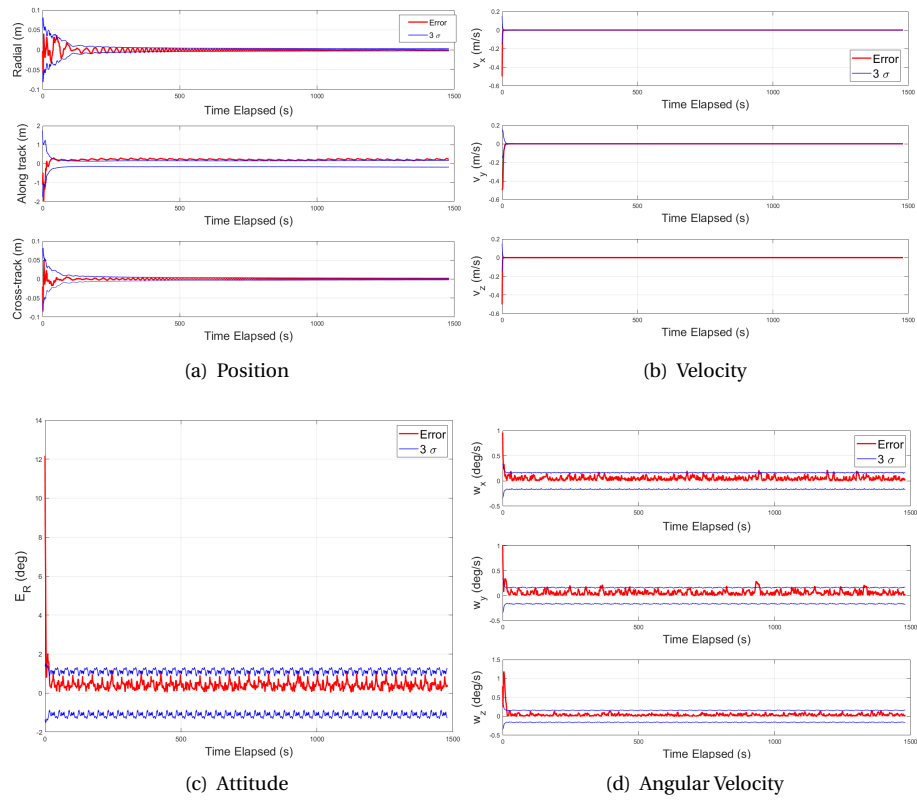 0.1
0.05
0
-0.05
-0.1
Radial (m)
Error
3 σ
0
500
1000
1500
Time Elapsed (s)
2
1
0
-1
-2
Along track (m)
0
500
1000
1500
Time Elapsed (s)
0.1
0.05
0
-0.05
-0.1
Cross-track (m)
0
500
1000
1500
Time Elapsed (s)
(a) Position
0.2
0
-0.2
-0.4
-0.6
v_x (m/s)
Error
3 σ
0
500
1000
1500
Time Elapsed (s)
0.2
0
-0.2
-0.4
-0.6
v_y (m/s)
0
500
1000
1500
Time Elapsed (s)
0.2
0
-0.2
-0.4
-0.6
v_z (m/s)
0
500
1000
1500
Time Elapsed (s)
(b) Velocity
14
12
10
8
6
4
2
0
-2
E_R (deg)
Error
3 σ
0
500
1000
1500
Time Elapsed (s)
(c) Attitude
1
0.5
0
-0.5
w_x (deg/s)
Error
3 σ
0
500
1000
1500
Time Elapsed (s)
1
0.5
0
-0.5
w_y (deg/s)
0
500
1000
1500
Time Elapsed (s)
1.5
1
0.5
0
-0.5
w_z (deg/s)
0
500
1000
1500
Time Elapsed (s)
(d) Angular Velocity